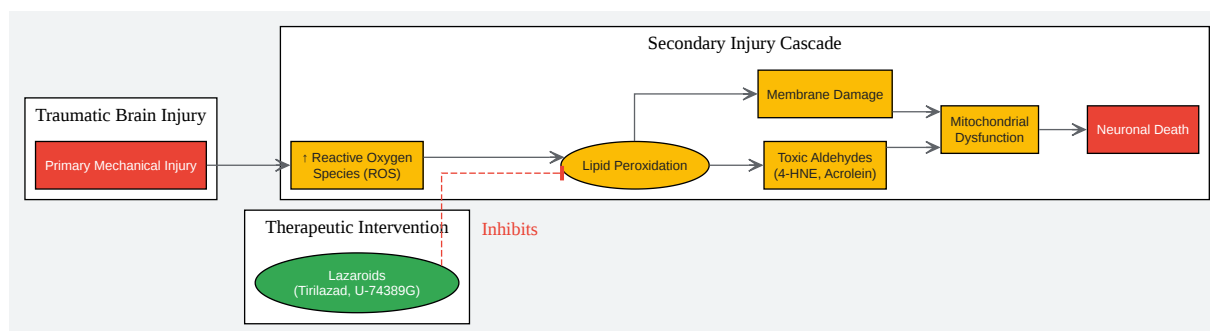 Secondary Injury Cascade
Traumatic Brain Injury
Primary Mechanical Injury
↑ Reactive Oxygen
Species (ROS)
Lipid Peroxidation
Membrane Damage
Toxic Aldehydes
(4-HNE, Acrolein)
Mitochondrial
Dysfunction
Neuronal Death
Therapeutic Intervention
Inhibits
Lazaroids
(Tirilazad, U-74389G)